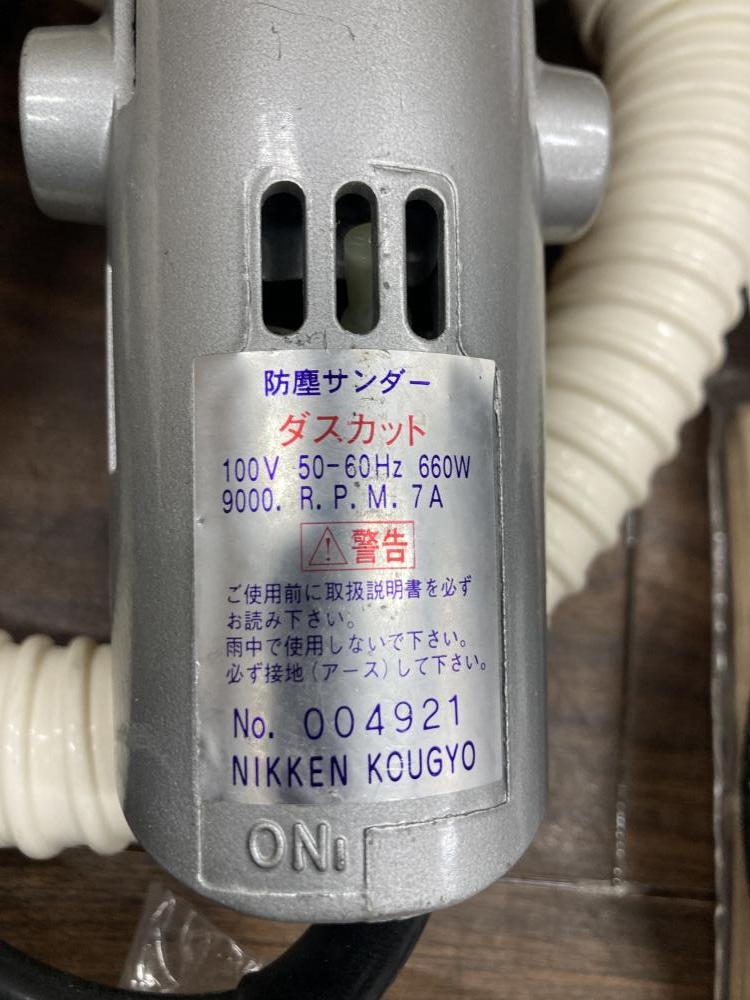 防塵サンダー
ダスカット
100V 50-60Hz 660W
9000. R. P. M. 7A
警告
ご使用前に取扱説明書を必ず
お読み下さい。
雨中で使用しないで下さい。
必ず接地(アース)して下さい。
No. 004921
NIKKEN KOUGYO
ON